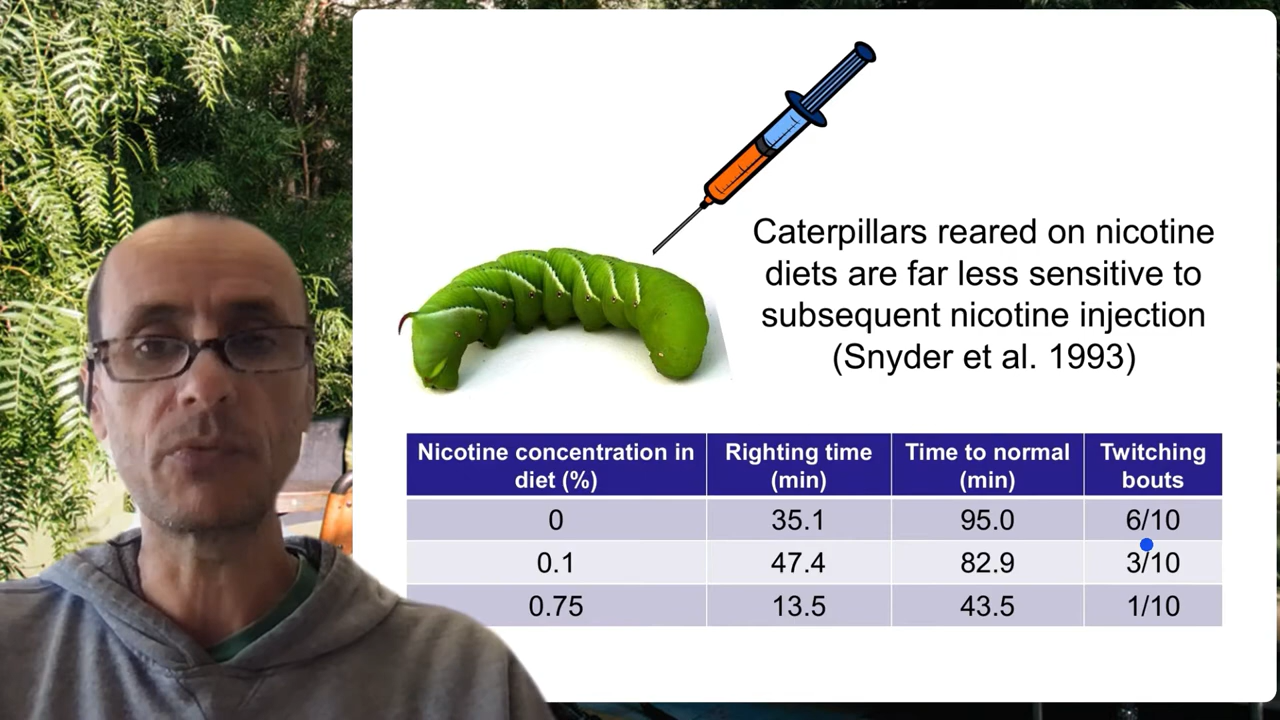 Caterpillars reared on nicotine
diets are far less sensitive to
subsequent nicotine injection
(Snyder et al. 1993)
Nicotine concentration in diet (%) Righting time (min) Time to normal (min) Twitching bouts
0 35.1 95.0 6/10
0.1 47.4 82.9 3/10
0.75 13.5 43.5 1/10